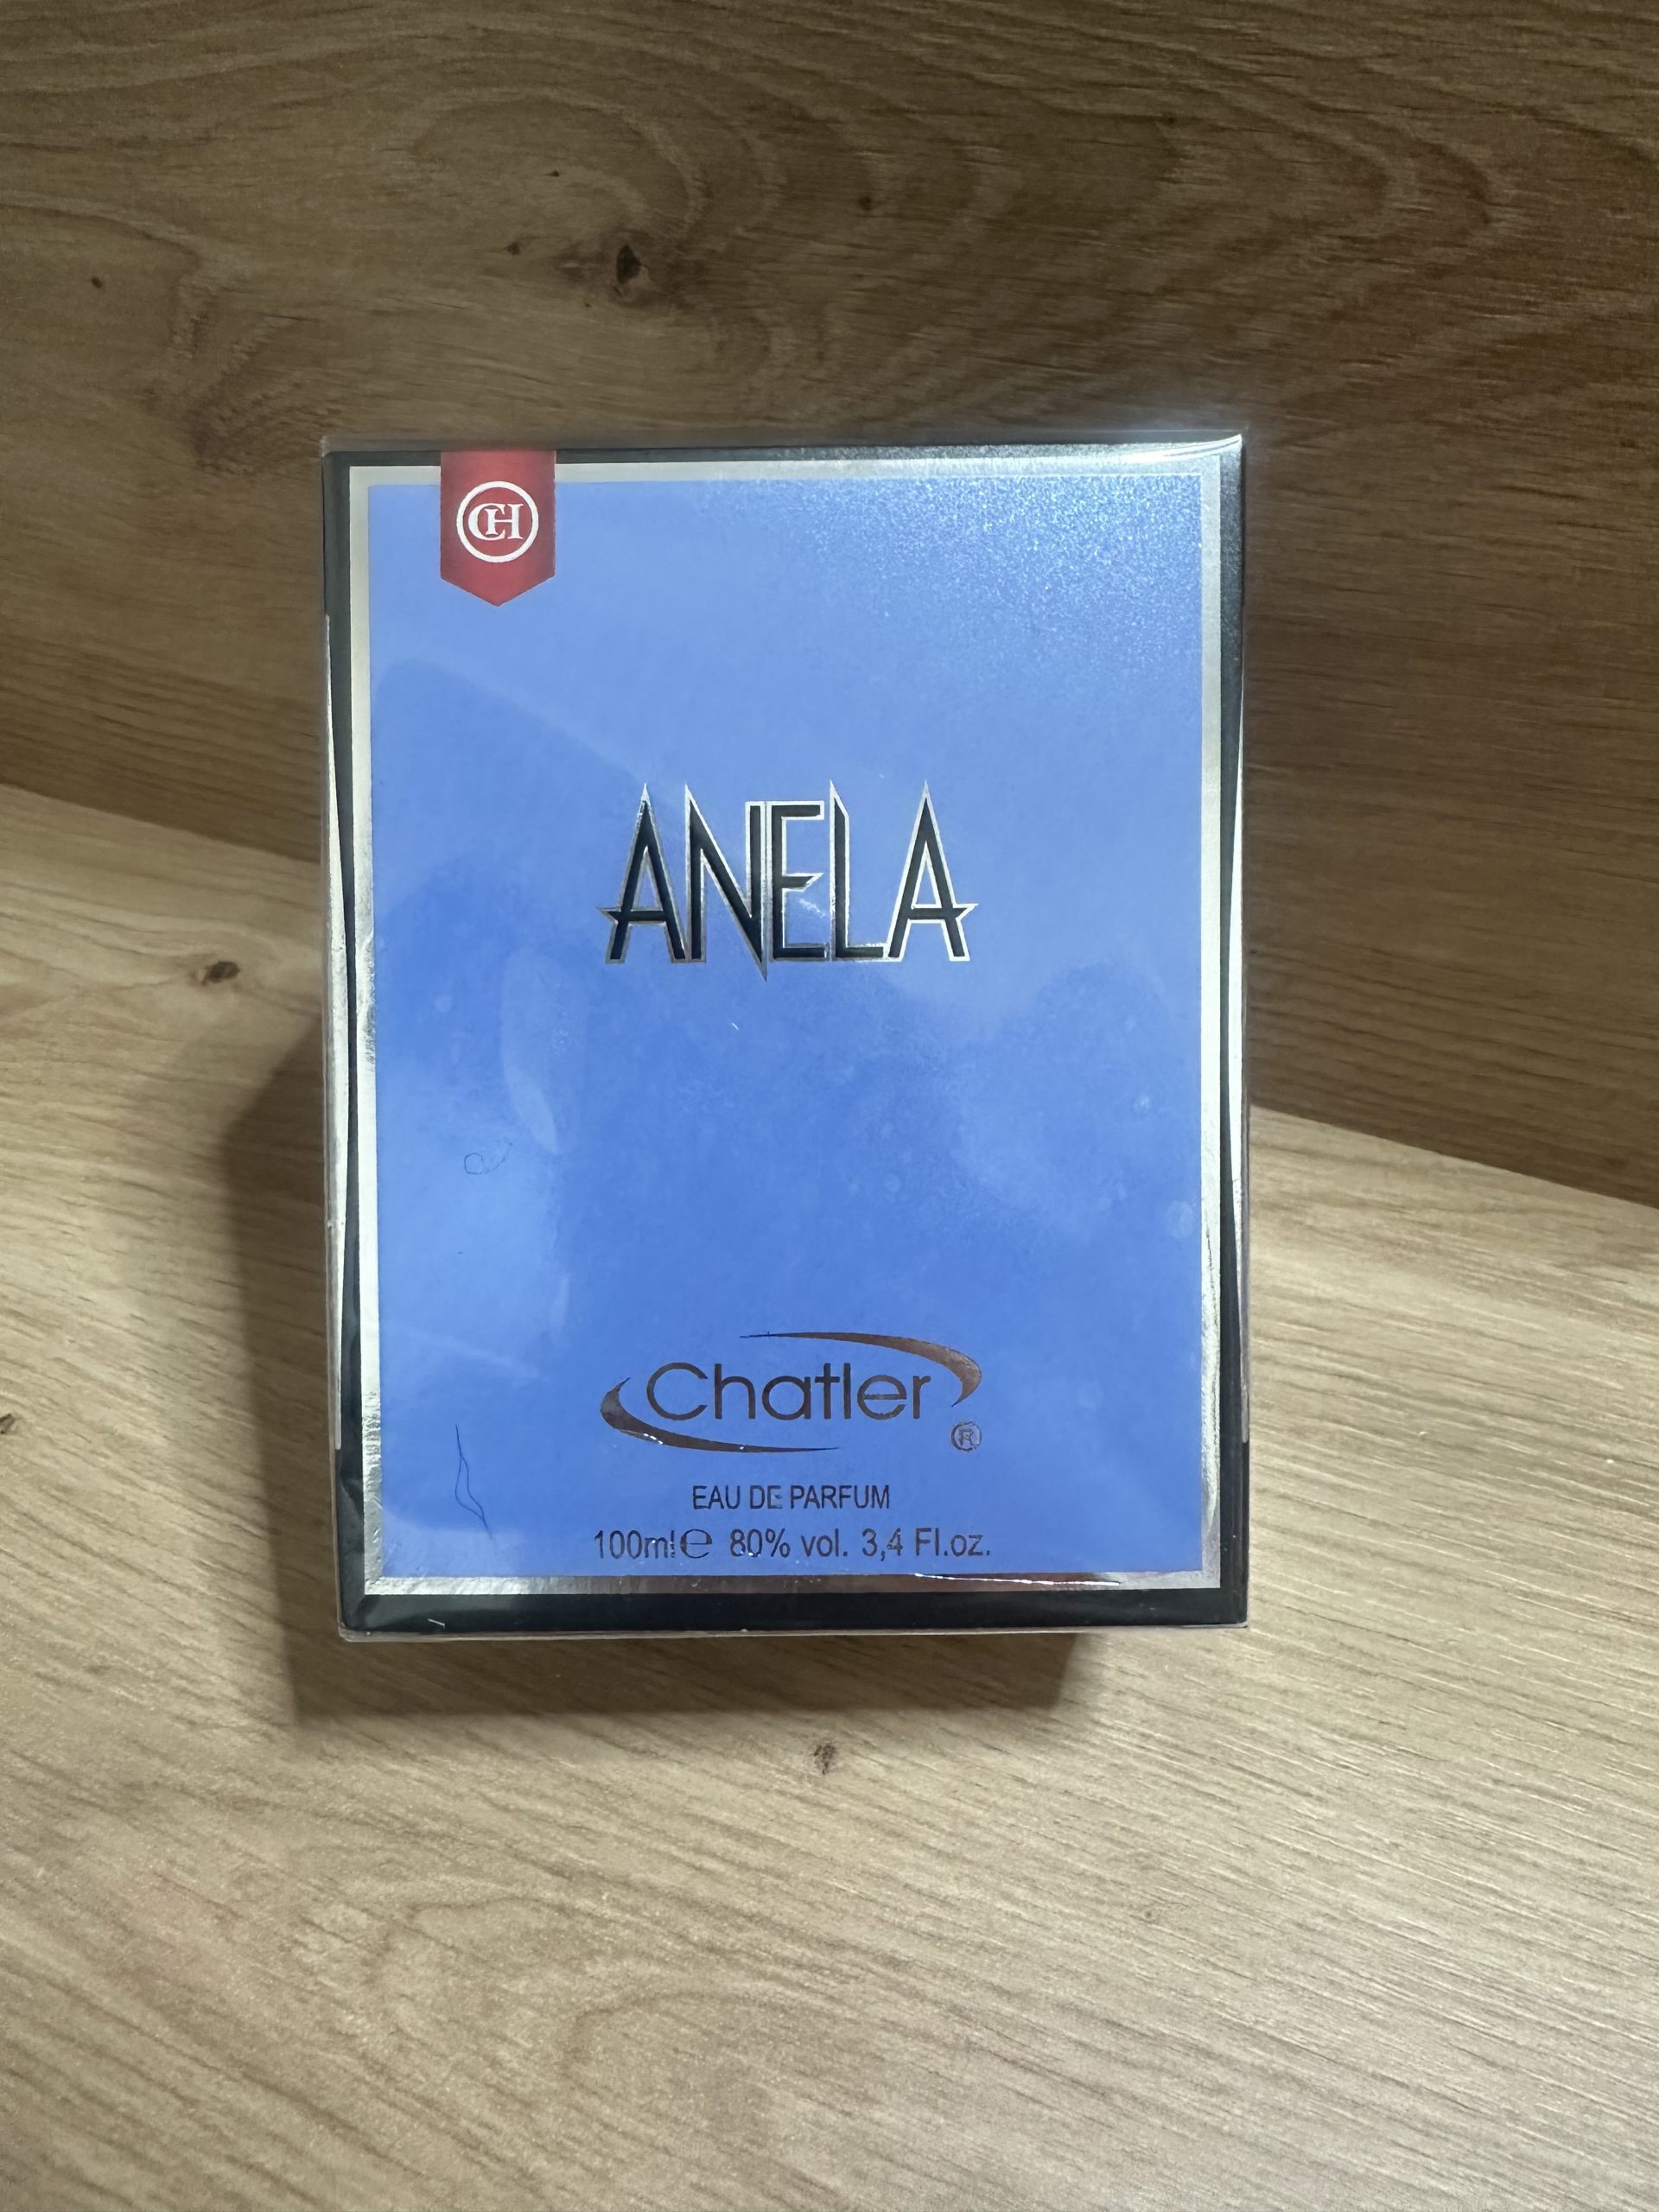 CH
ANELA
Chatler
®
EAU DE PARFUM
100ml℮ 80% vol. 3,4 Fl.oz.